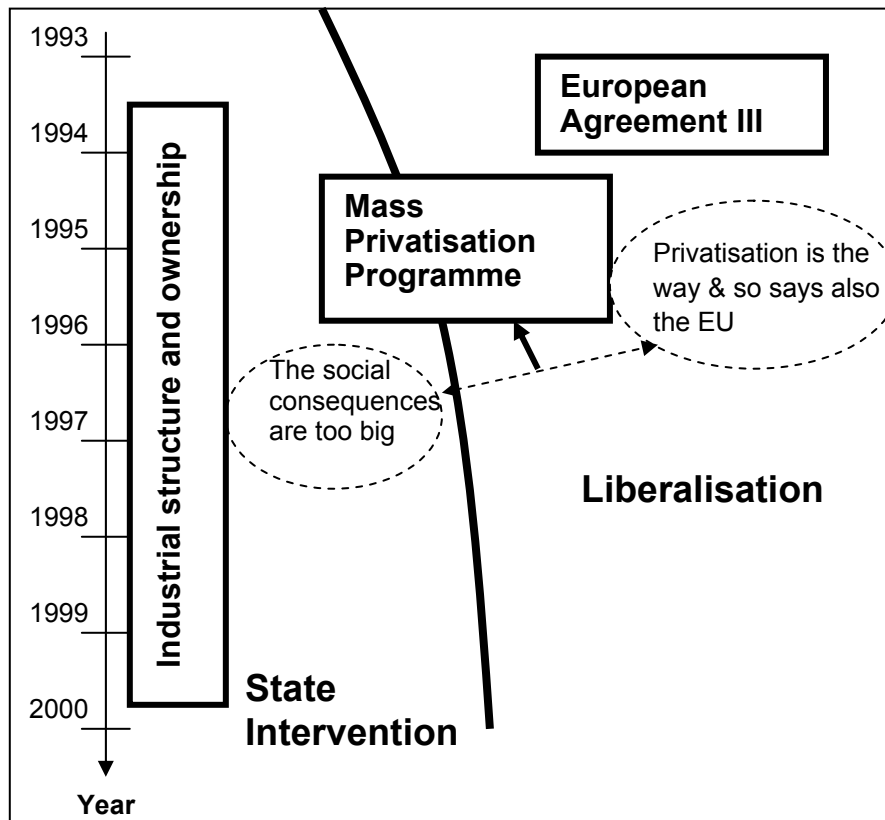 1993
1994
1995
1996
1997
1998
1999
2000
Year
Industrial structure and ownership
European
Agreement III
Mass
Privatisation
Programme
Privatisation is the
way & so says also
the EU
The social
consequences
are too big
Liberalisation
State
Intervention